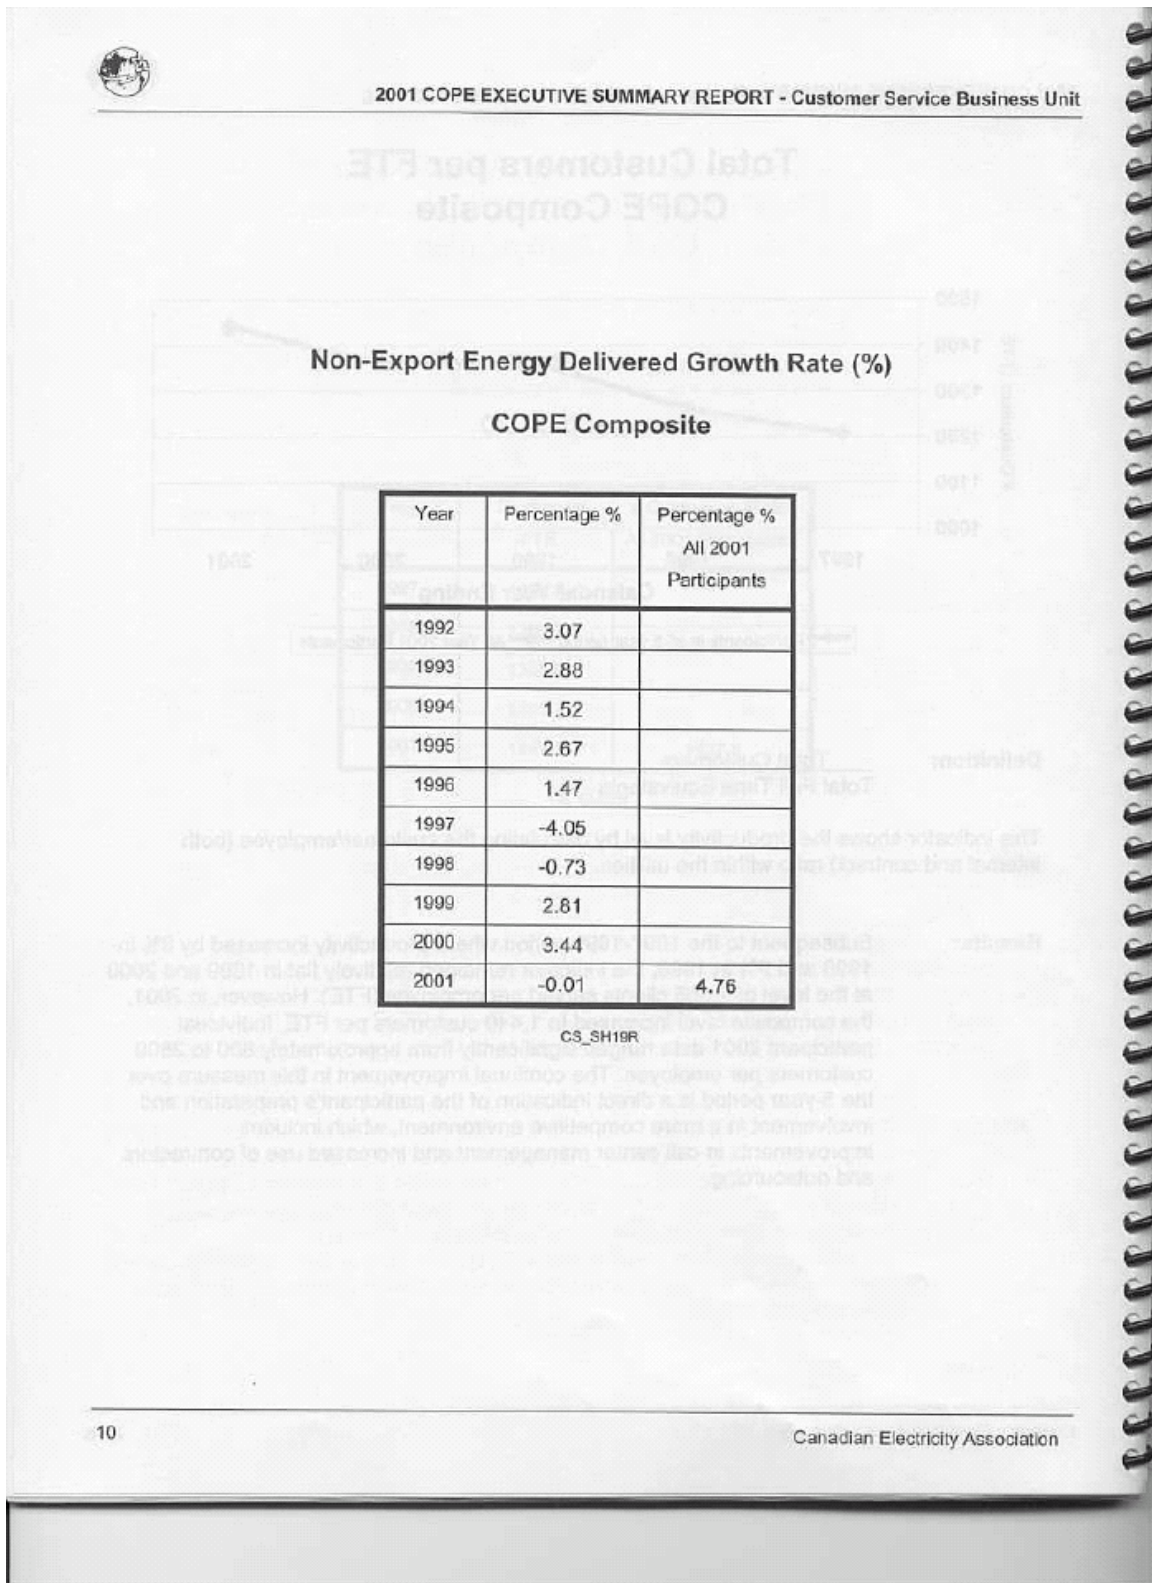 2001 COPE EXECUTIVE SUMMARY REPORT - Customer Service Business Unit
Non-Export Energy Delivered Growth Rate (%)
COPE Composite
Year Percentage % Percentage %
All 2001
Participants
1992 3.07
1993 2.88
1994 1.52
1995 2.67
1996 1.47
1997 -4.05
1998 -0.73
1999 2.81
2000 3.44
2001 -0.01 4.76
CS_SH19R
10
Canadian Electricity Association